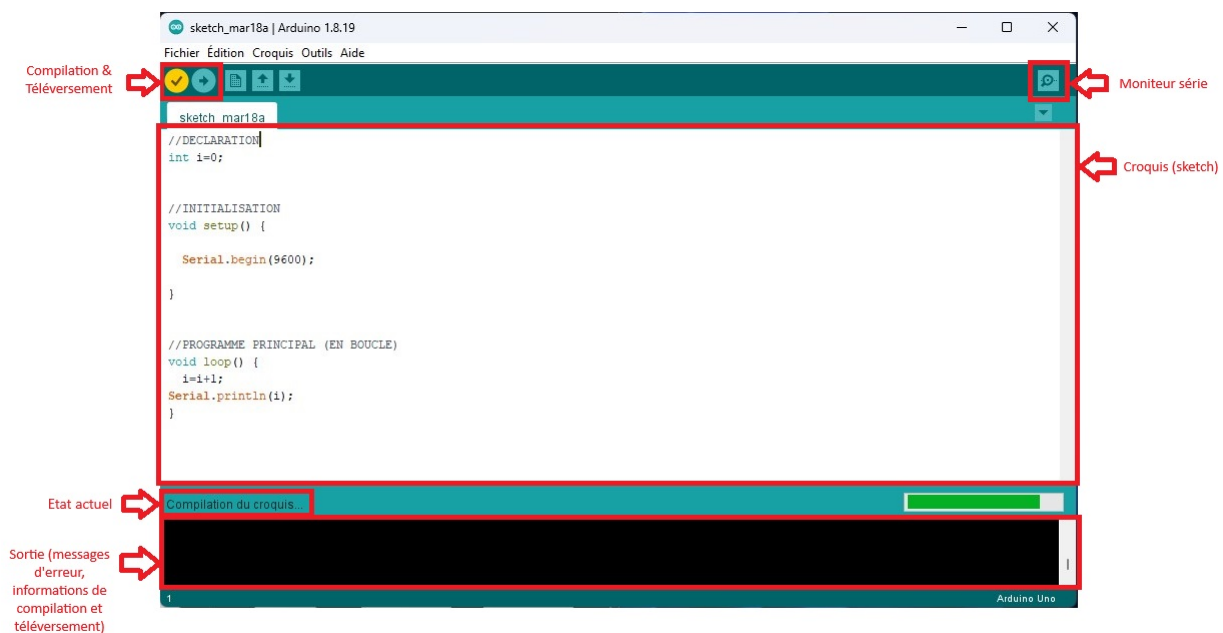 sketch_mar18a | Arduino 1.8.19
Fichier Édition Croquis Outils Aide
Compilation &
Téléversement
Moniteur série
sketch_mar18a
//DECLARATION
int i=0;
Croquis (sketch)
//INITIALISATION
void setup() {
Serial.begin(9600);
}
//PROGRAMME PRINCIPAL (EN BOUCLE)
void loop() {
i=i+1;
Serial.println(i);
}
Etat actuel
Compilation du croquis...
Sortie (messages
d'erreur,
informations de
compilation et
téléversement)
1
Arduino Uno